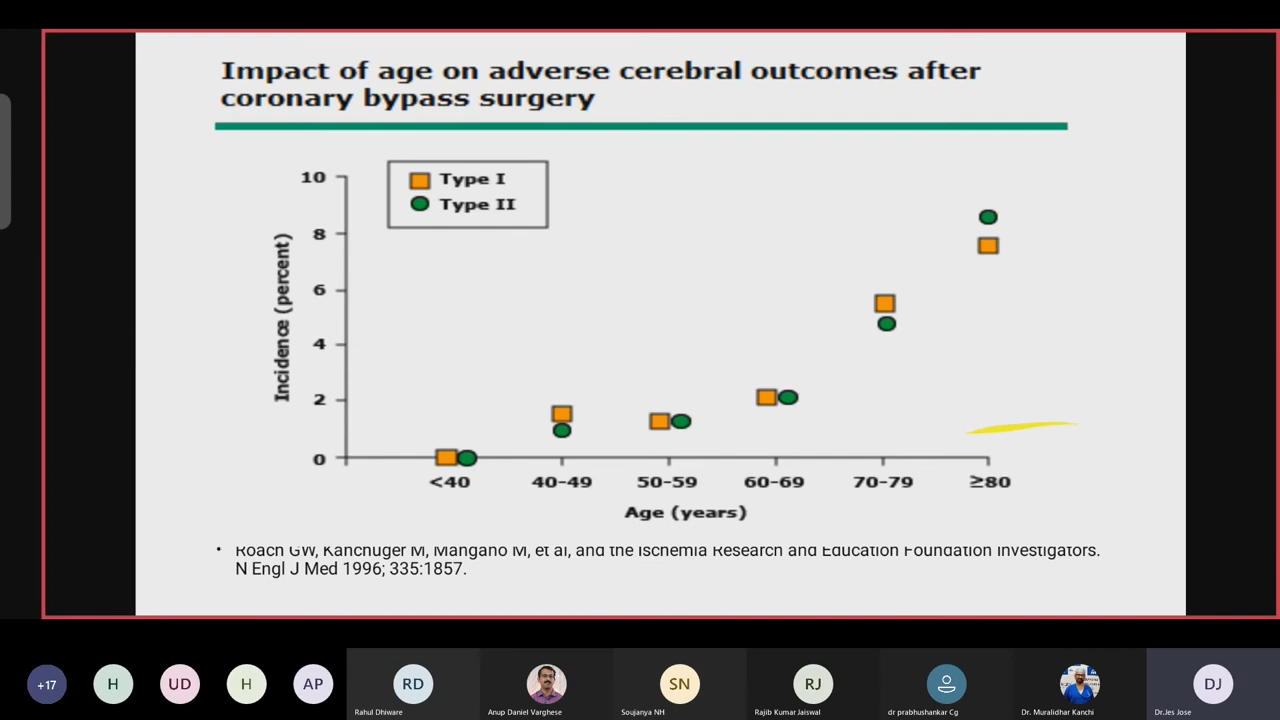 Impact of age on adverse cerebral outcomes after
coronary bypass surgery
Type I
Type II
Incidence (percent)
10
8
6
4
2
0
<40 40-49 50-59 60-69 70-79 ≥80
Age (years)
• Roach GW, Kanchuger M, Mangano M, et al, and the Ischemia Research and Education Foundation Investigators.
N Engl J Med 1996; 335:1857.
+17 H UD H AP RD SN RJ DJ
Rahul Dhiware Anup Daniel Varghese Soujanya NH Rajib Kumar Jaiswal dr prabhushankar Cg Dr. Muralidhar Kanchi Dr.Jes Jose